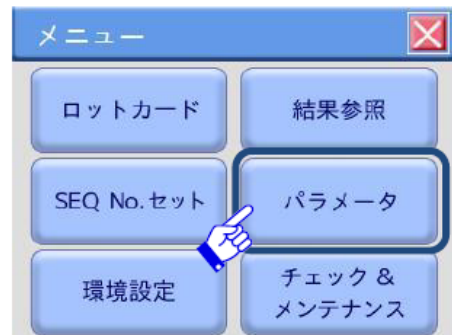 メニュー
ロットカード
結果参照
SEQ No.セット
パラメータ
環境設定
チェック &
メンテナンス